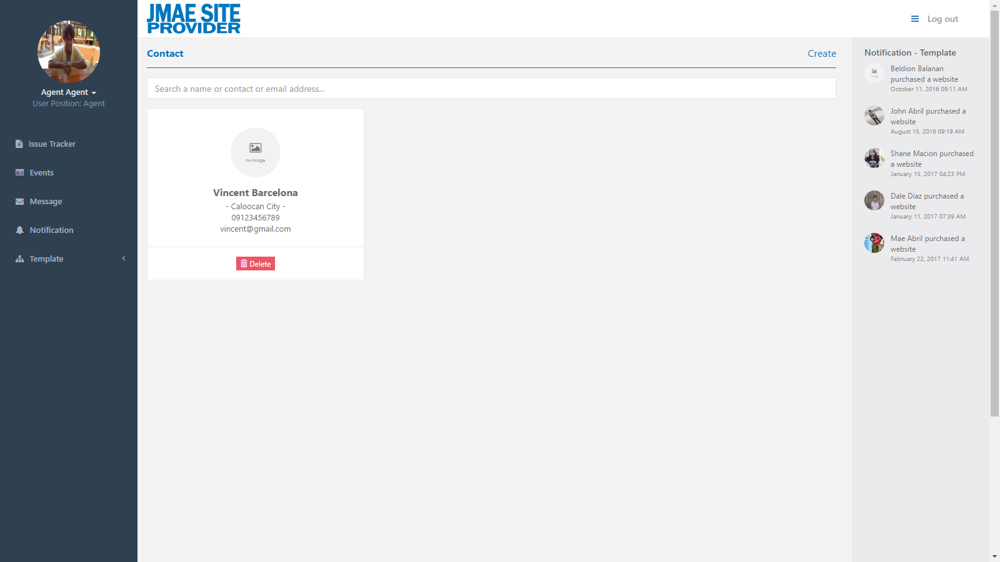 Agent Agent
User Position: Agent
Issue Tracker
Events
Message
Notification
Template
JMAE SITE
PROVIDER
Log out
Contact
Create
Search a name or contact or email address...
no image
Vincent Barcelona
- Caloocan City -
09123456789
vincent@gmail.com
Delete
Notification - Template
no image
Beldion Balanan
purchased a website
October 11, 2016 09:11 AM
John Abril purchased a
website
August 15, 2016 09:19 AM
Shane Macion purchased
a website
January 15, 2017 04:23 PM
Dale Diaz purchased a
website
January 11, 2017 07:39 AM
Mae Abril purchased a
website
February 22, 2017 11:41 AM